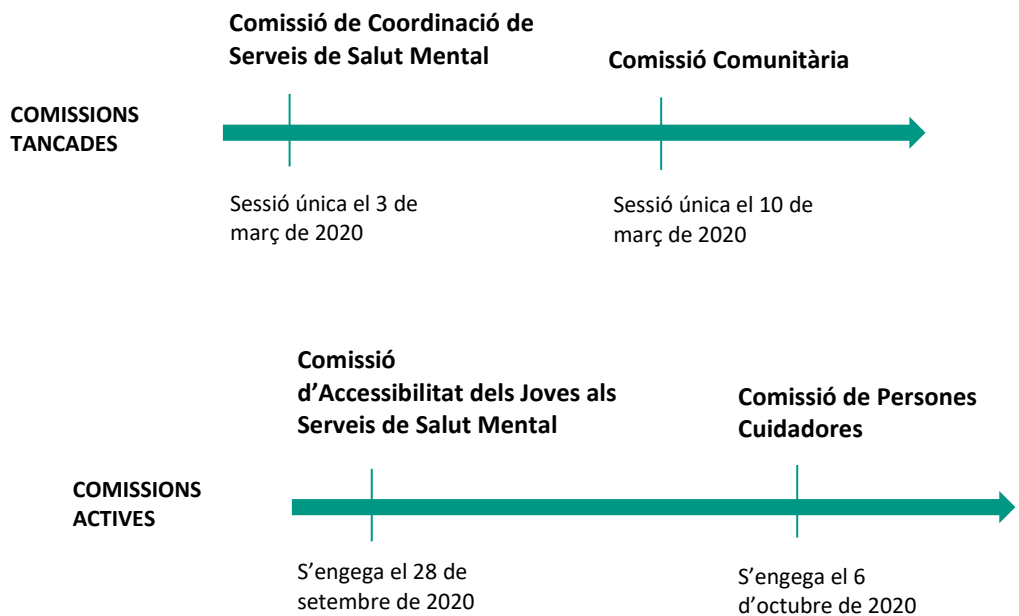 Comissió de Coordinació de
Serveis de Salut Mental
Comissió Comunitària
COMISSIONS
TANCADES
Sessió única el 3 de
març de 2020
Sessió única el 10 de
març de 2020
Comissió
d’Accessibilitat dels Joves als
Serveis de Salut Mental
Comissió de Persones
Cuidadores
COMISSIONS
ACTIVES
S’engega el 28 de
setembre de 2020
S’engega el 6
d’octubre de 2020